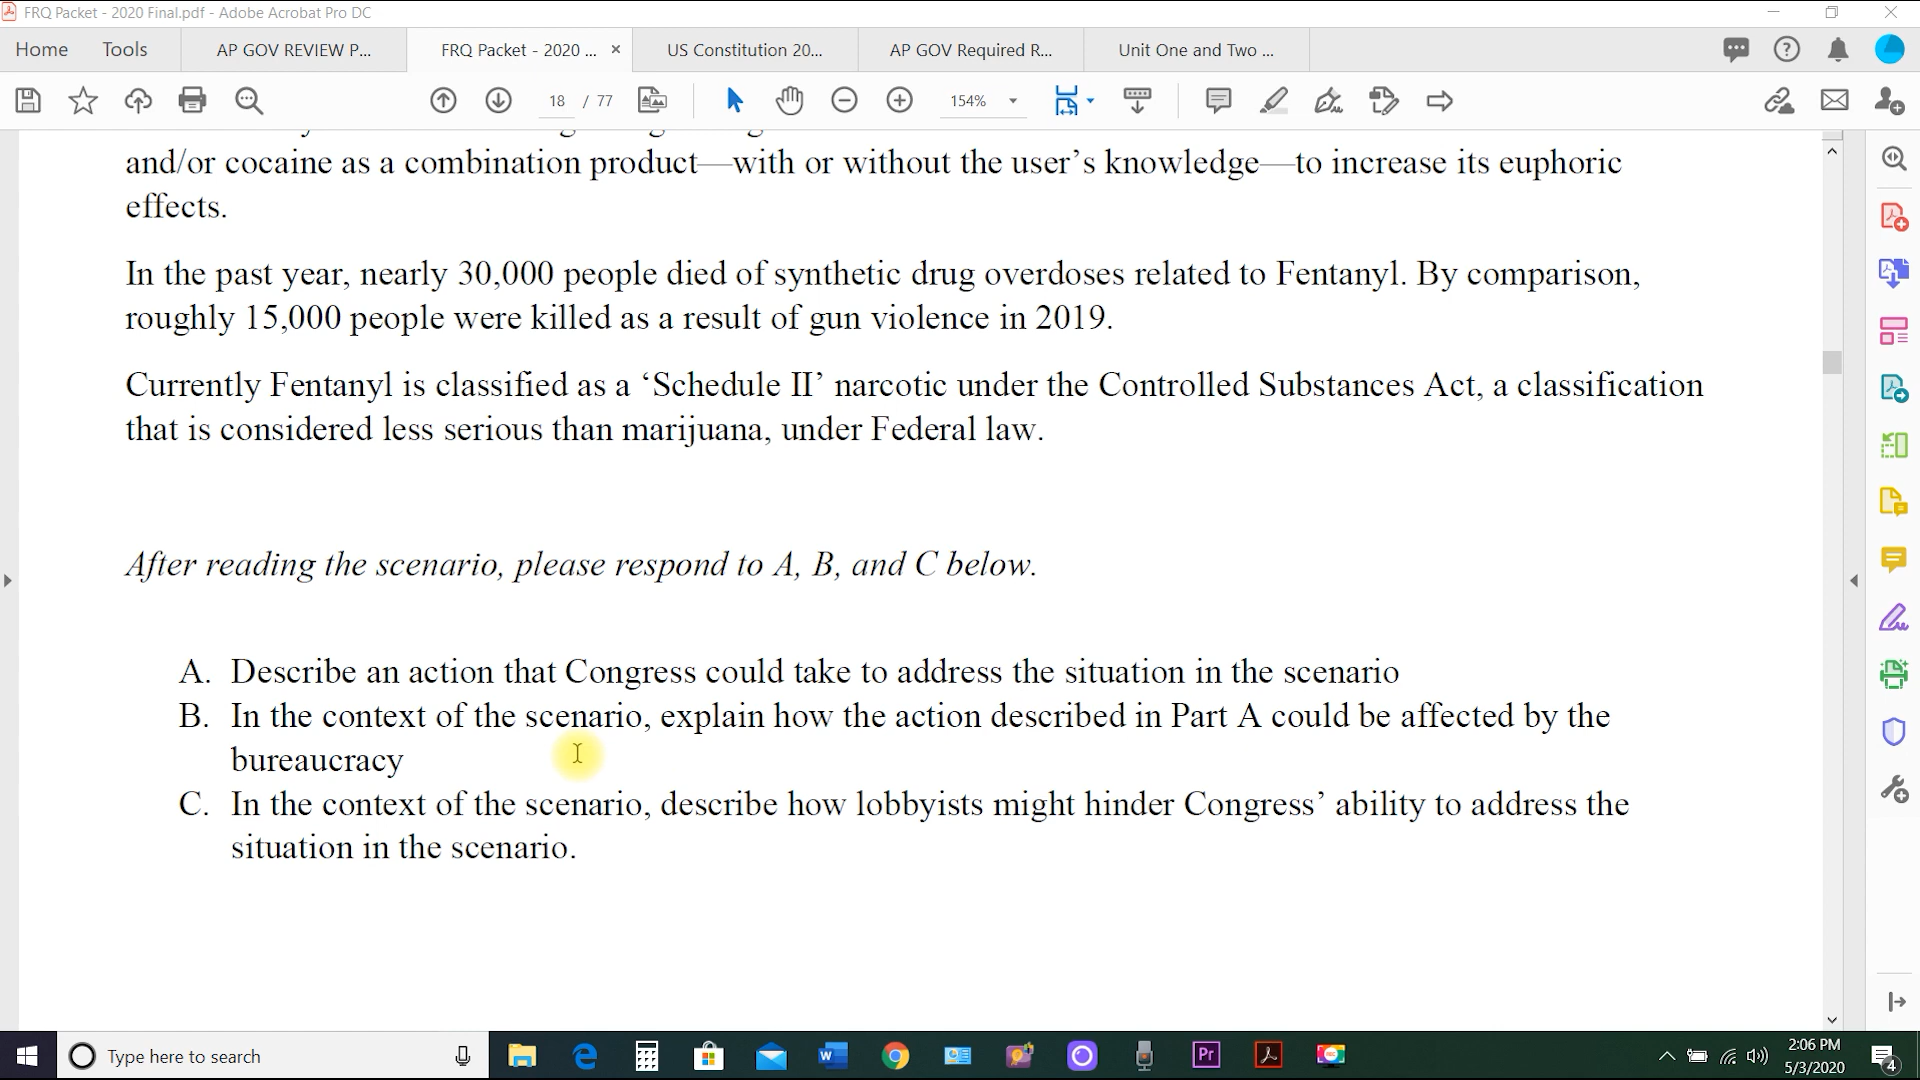 FRQ Packet - 2020 Final.pdf - Adobe Acrobat Pro DC
Home Tools AP GOV REVIEW P... FRQ Packet - 2020 ... × US Constitution 20... AP GOV Required R... Unit One and Two ...
18 / 77 154%
and/or cocaine as a combination product—with or without the user’s knowledge—to increase its euphoric
effects.
In the past year, nearly 30,000 people died of synthetic drug overdoses related to Fentanyl. By comparison,
roughly 15,000 people were killed as a result of gun violence in 2019.
Currently Fentanyl is classified as a ‘Schedule II’ narcotic under the Controlled Substances Act, a classification
that is considered less serious than marijuana, under Federal law.
After reading the scenario, please respond to A, B, and C below.
A. Describe an action that Congress could take to address the situation in the scenario
B. In the context of the scenario, explain how the action described in Part A could be affected by the
bureaucracy
C. In the context of the scenario, describe how lobbyists might hinder Congress’ ability to address the
situation in the scenario.
Type here to search
Pr
2:06 PM
5/3/2020
4